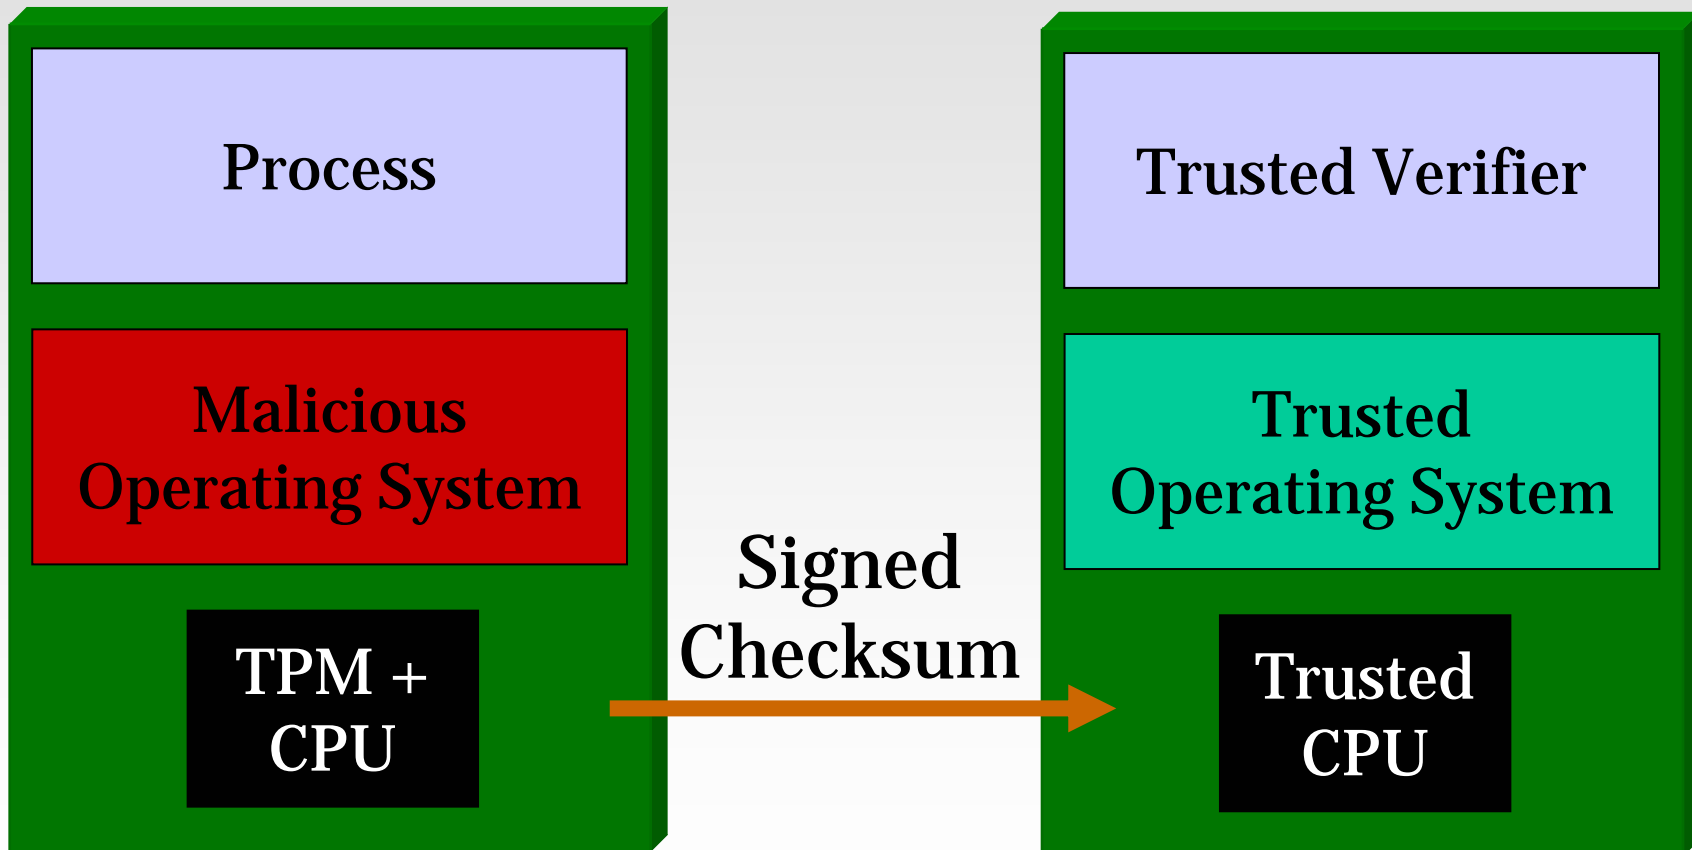 Process
Malicious
Operating System
TPM +
CPU
Signed
Checksum
Trusted Verifier
Trusted
Operating System
Trusted
CPU